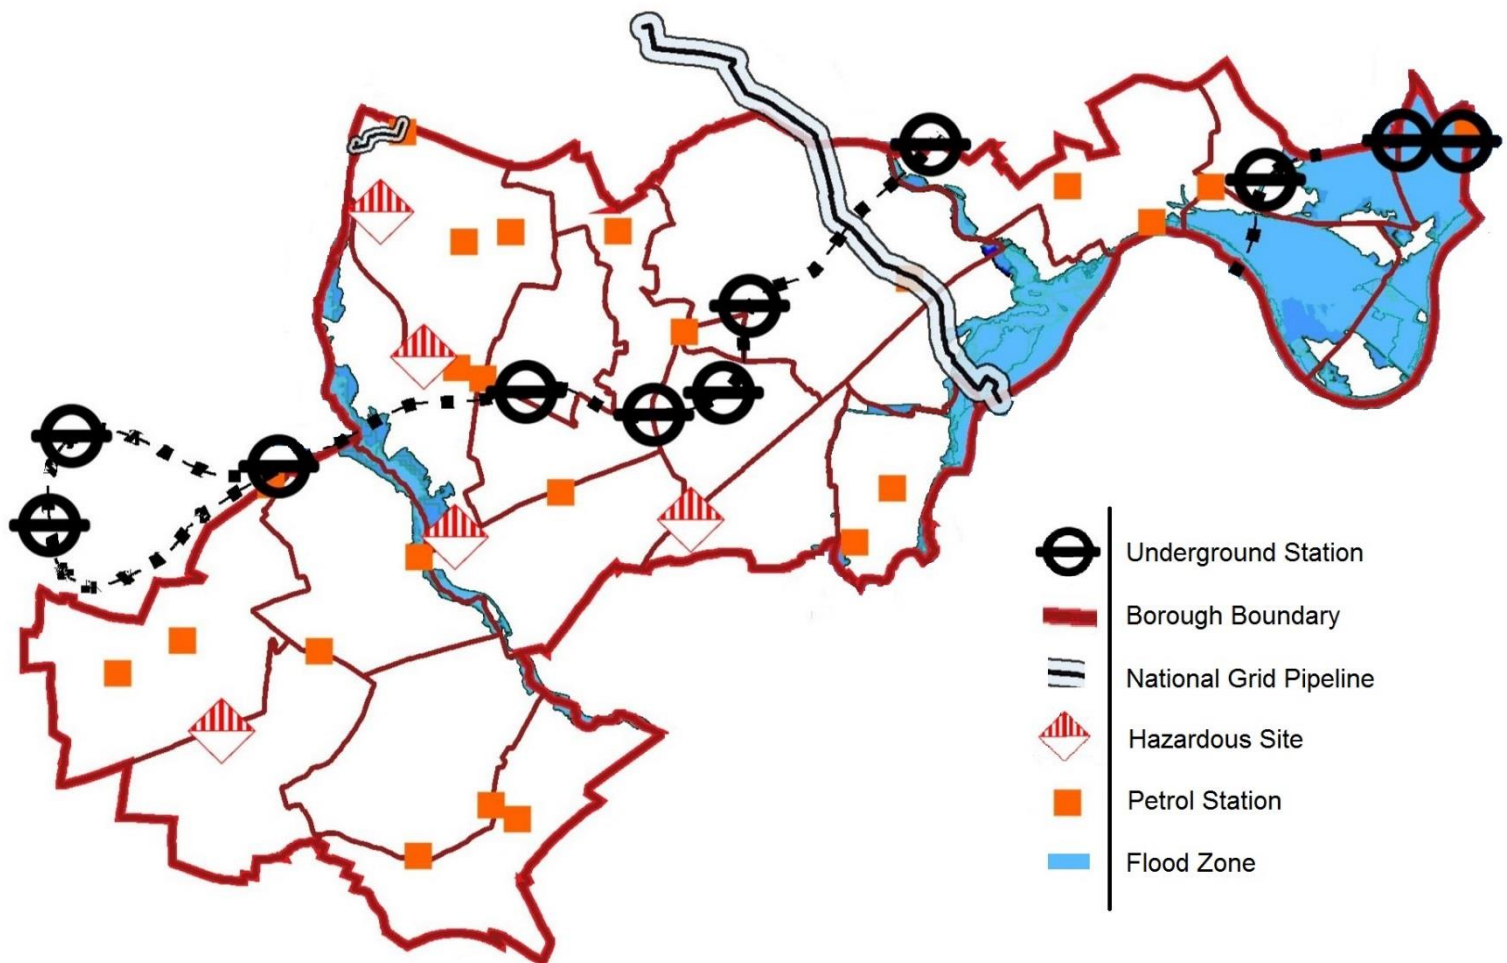 Underground Station
Borough Boundary
National Grid Pipeline
Hazardous Site
Petrol Station
Flood Zone